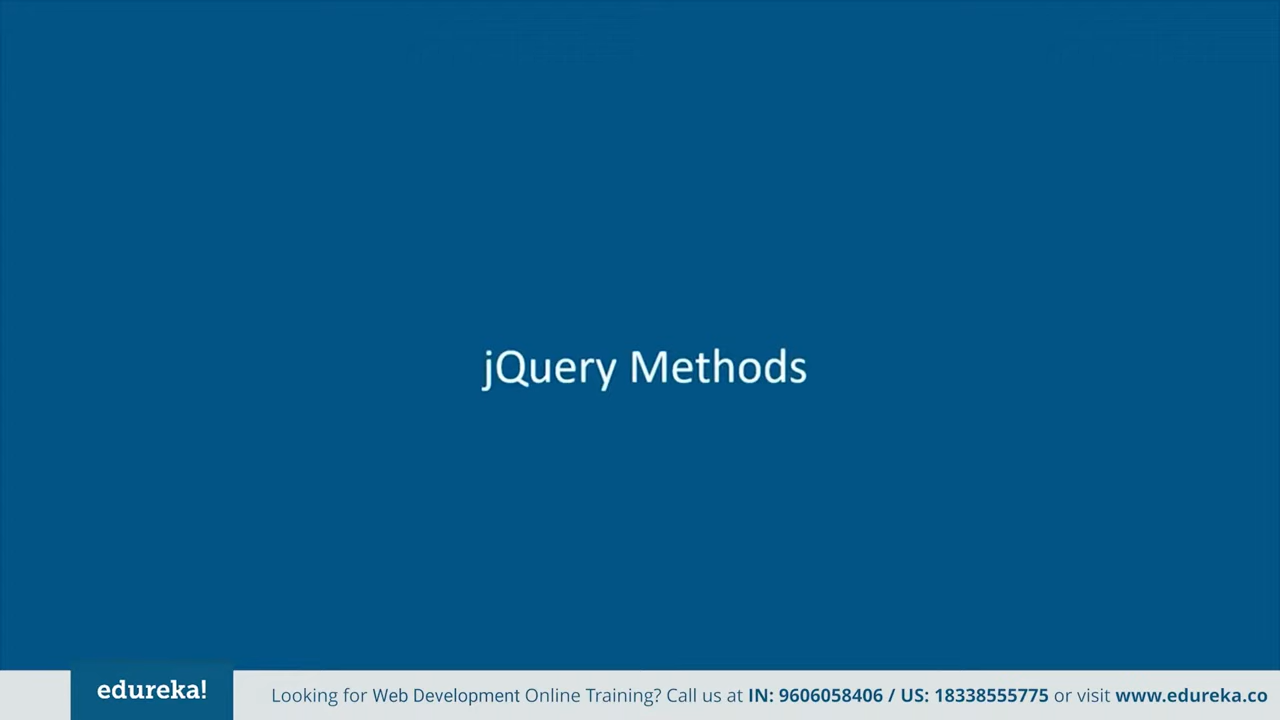 jQuery Methods
edureka!
Looking for Web Development Online Training? Call us at IN: 9606058406 / US: 18338555775 or visit www.edureka.co